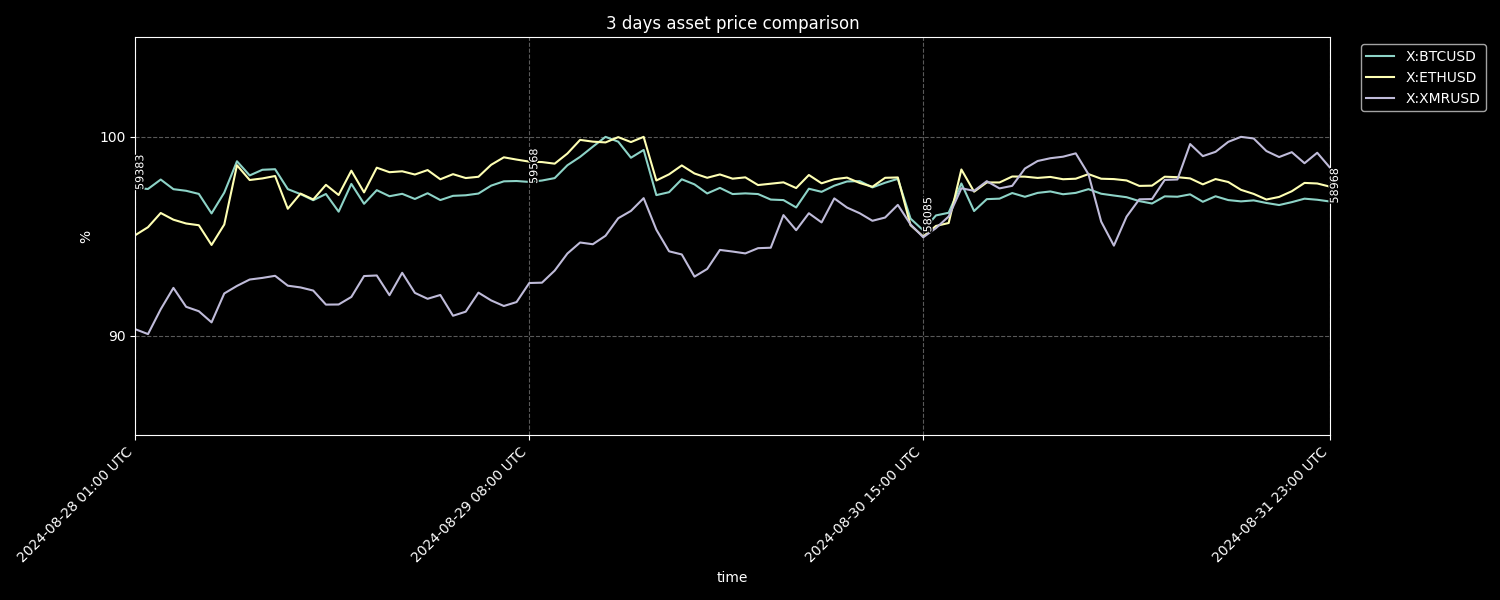 3 days asset price comparison
X:BTCUSD
X:ETHUSD
X:XMRUSD
100
90
%
59383
59568
58085
58968
2024-08-28 01:00 UTC
2024-08-29 08:00 UTC
2024-08-30 15:00 UTC
2024-08-31 23:00 UTC
time